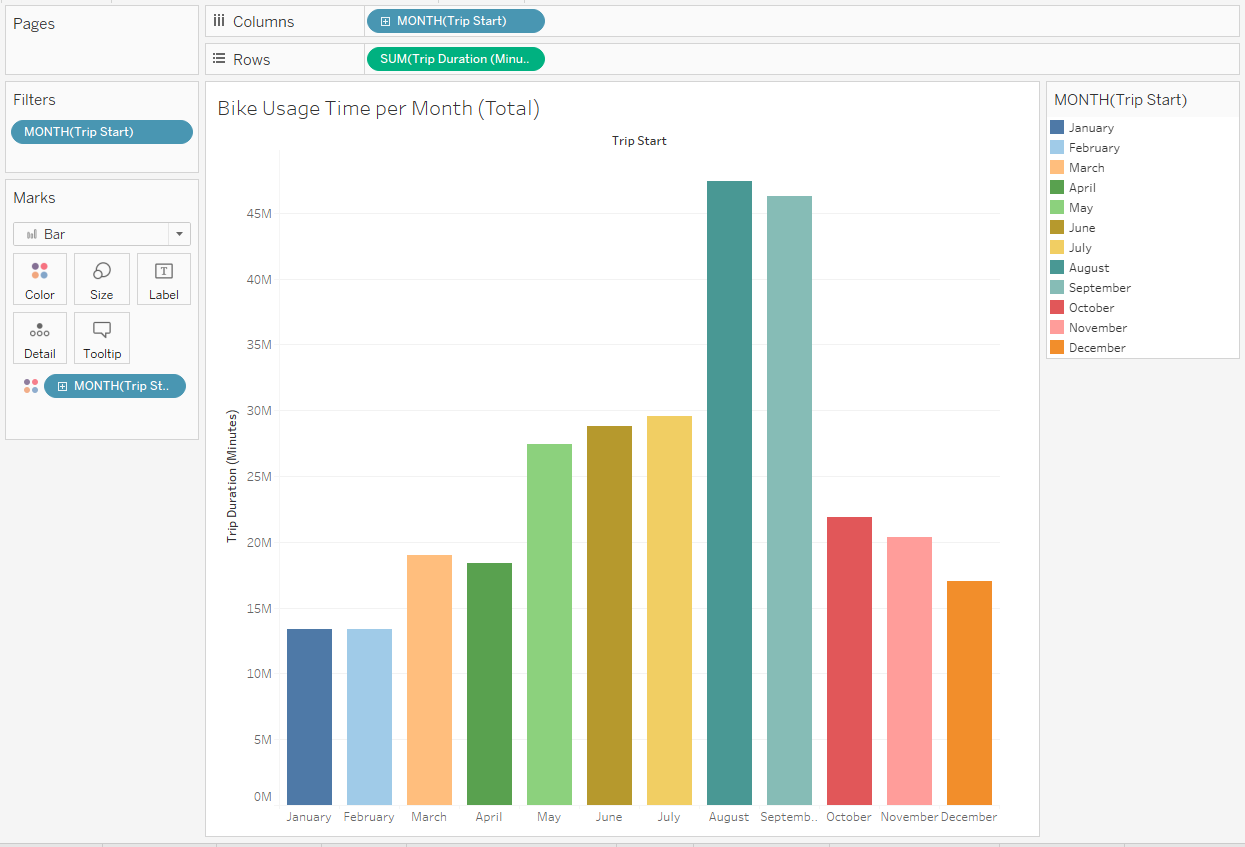 Pages
Columns
MONTH(Trip Start)
Rows
SUM(Trip Duration (Minu..
Filters
MONTH(Trip Start)
Marks
Bar
Color
Size
Label
Detail
Tooltip
MONTH(Trip St..
Bike Usage Time per Month (Total)
Trip Start
Trip Duration (Minutes)
45M
40M
35M
30M
25M
20M
15M
10M
5M
0M
January February March April May June July August Septemb.. October November December
MONTH(Trip Start)
January
February
March
April
May
June
July
August
September
October
November
December